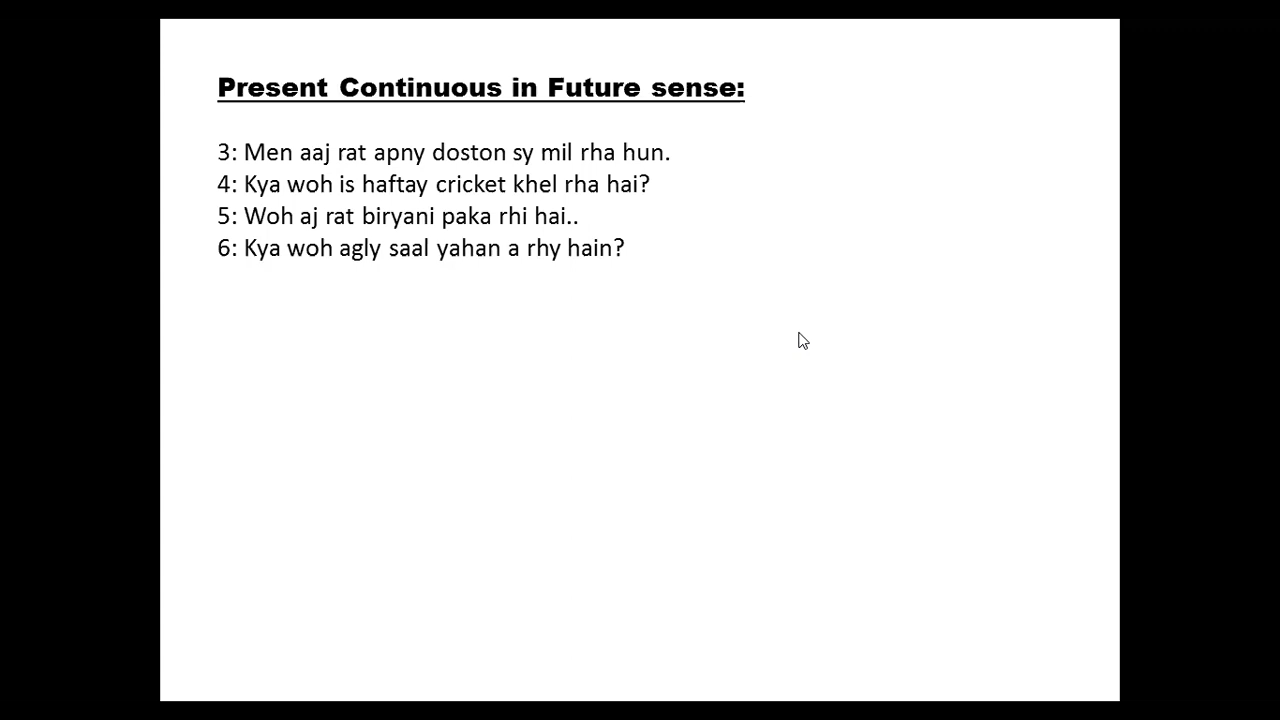 Present Continuous in Future sense:
3: Men aaj rat apny doston sy mil rha hun.
4: Kya woh is haftay cricket khel rha hai?
5: Woh aj rat biryani paka rhi hai..
6: Kya woh agly saal yahan a rhy hain?